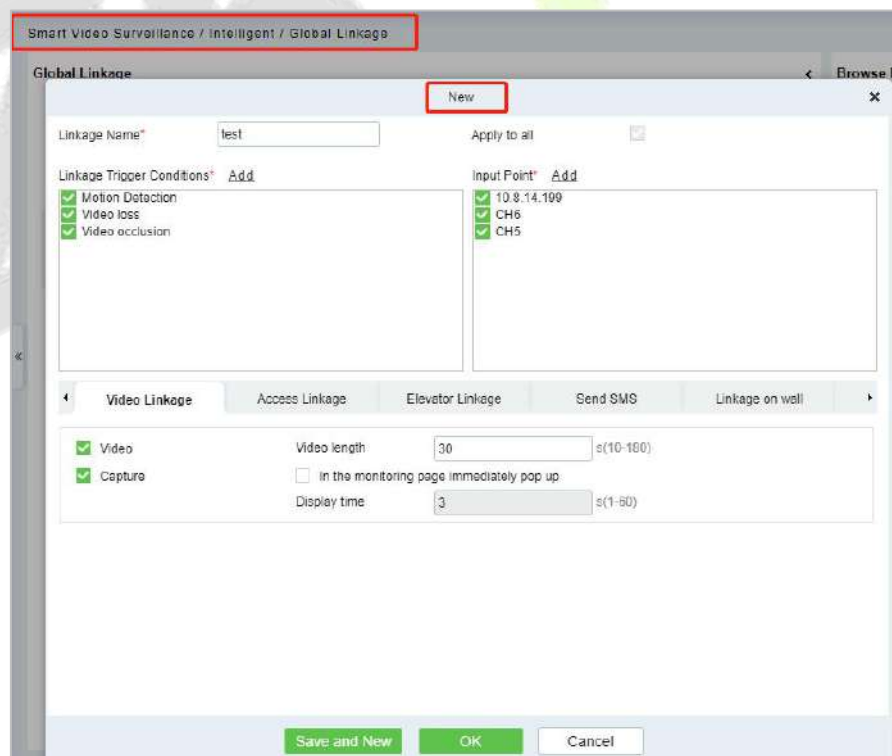 Smart Video Surveillance / Intelligent / Global Linkage
Global Linkage < Browse
New ×
Linkage Name* test Apply to all
Linkage Trigger Conditions* Add Input Point* Add
Motion Detection 10.8.14.199
Video loss CH6
Video occlusion CH5
«
Video Linkage Access Linkage Elevator Linkage Send SMS Linkage on wall
Video Video length 30 s(10-180)
Capture In the monitoring page immediately pop up
Display time 3 s(1-60)
Save and New OK Cancel